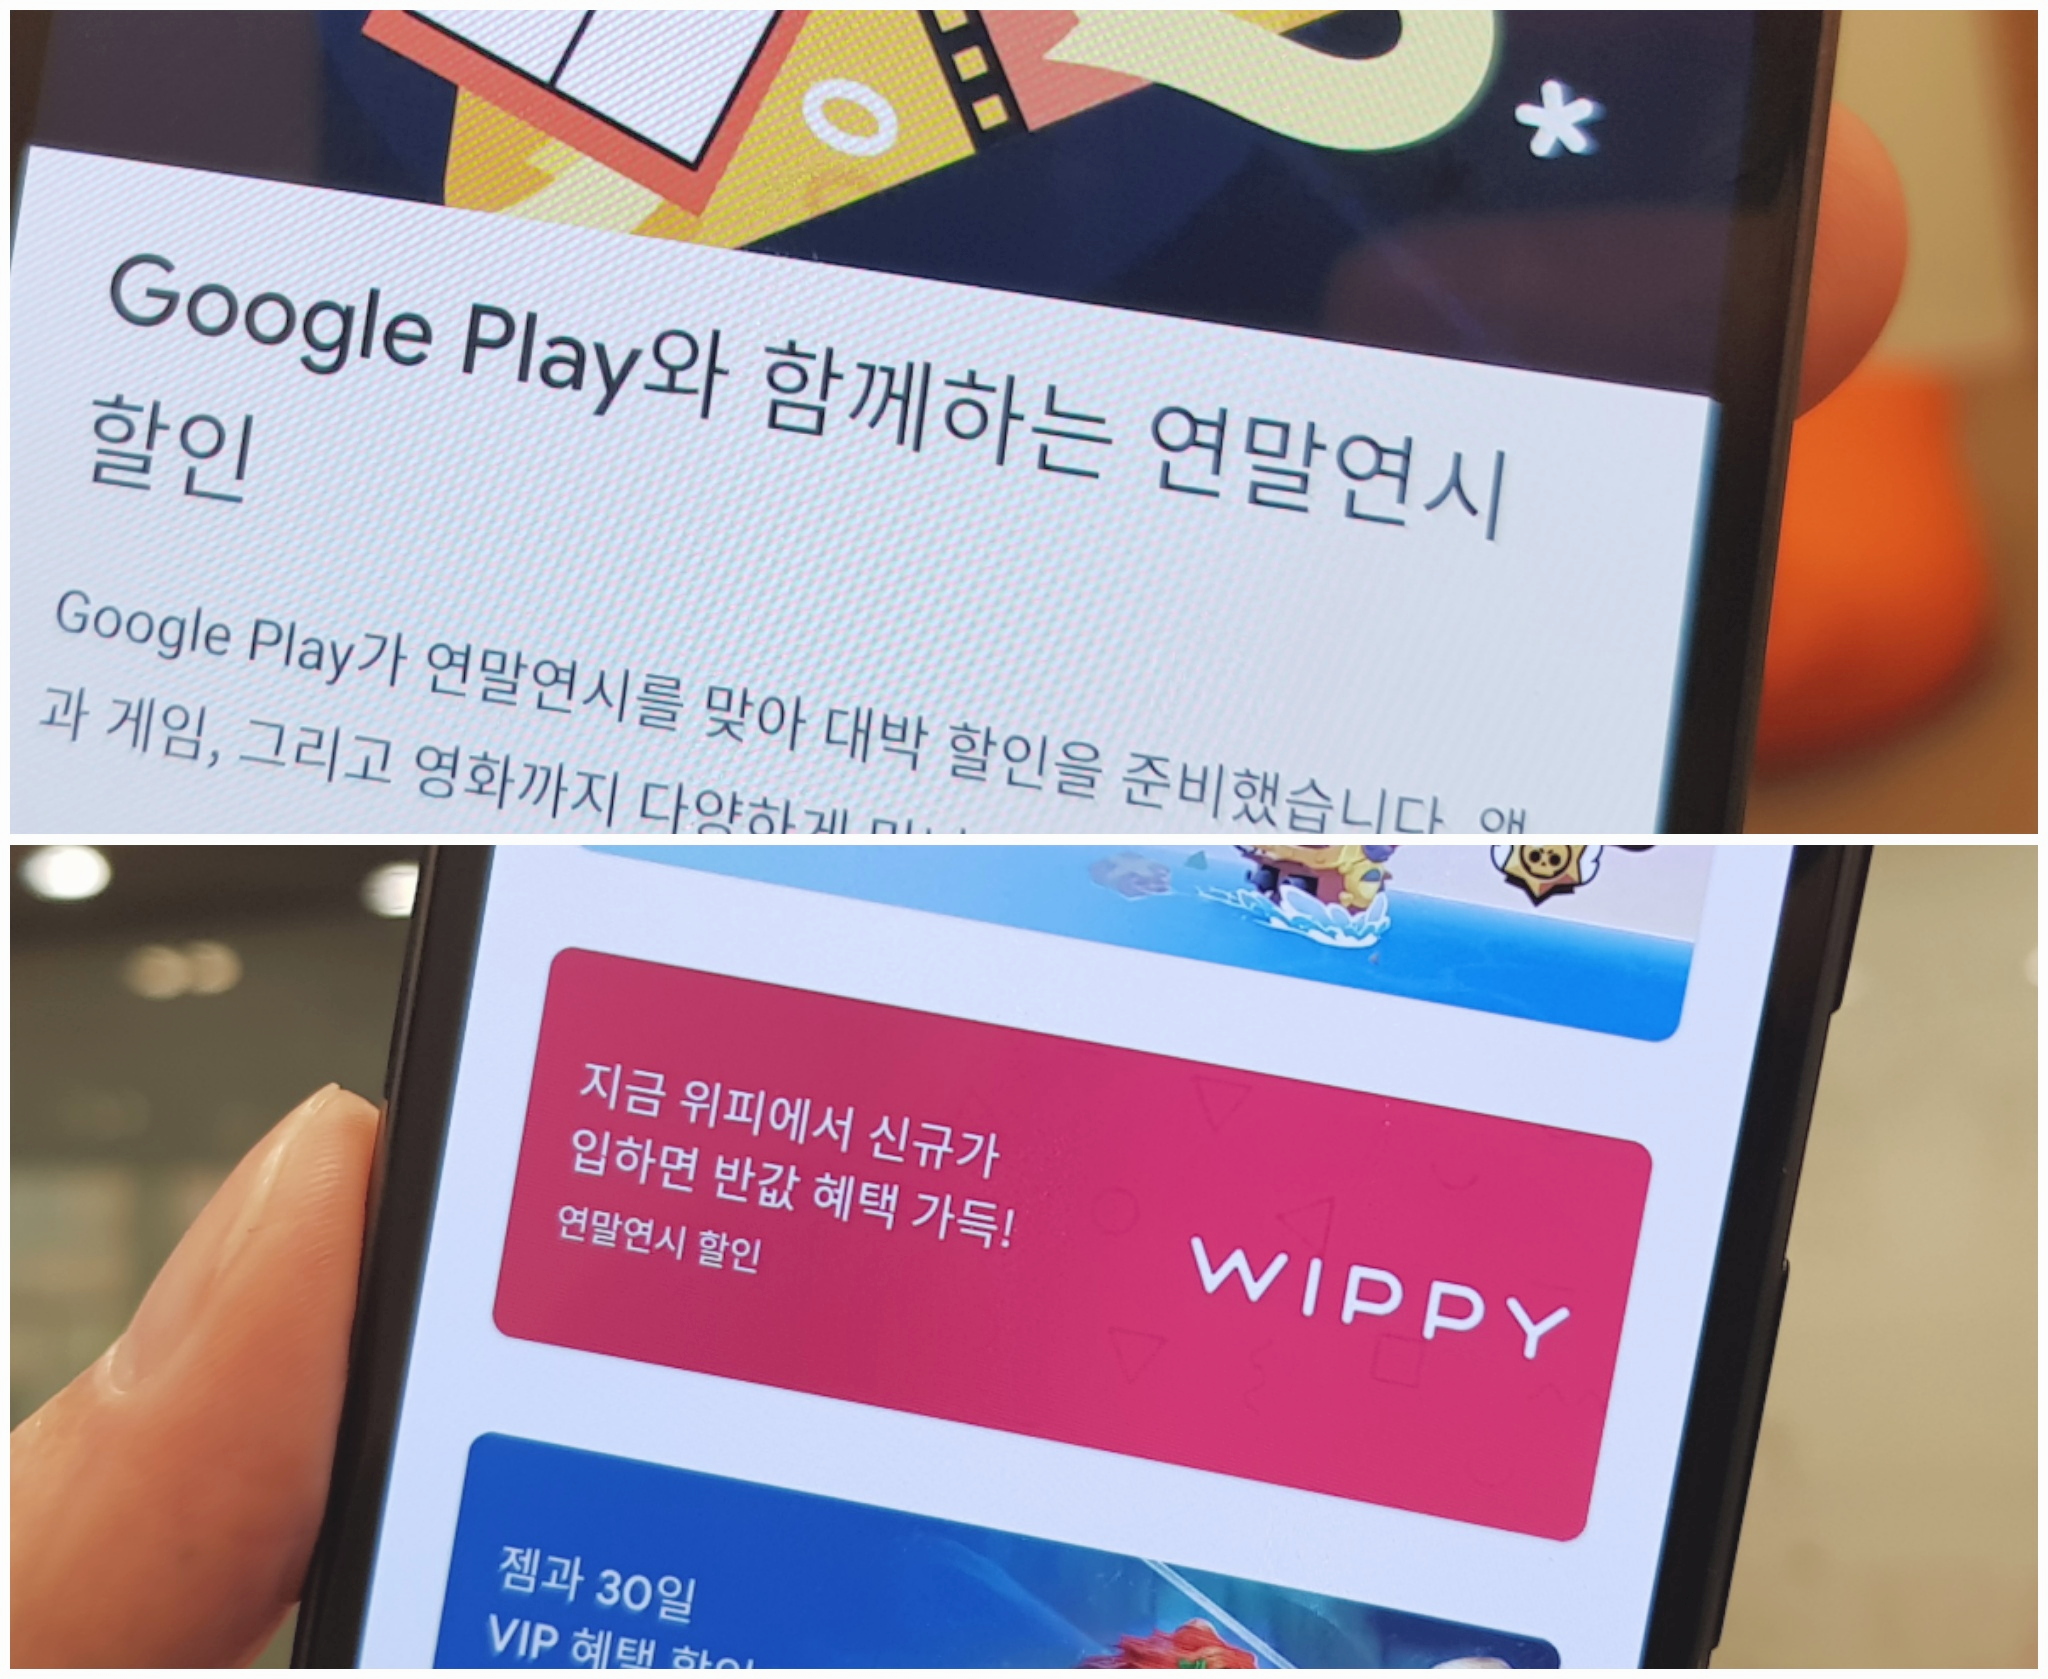 Google Play와 함께하는 연말연시
할인
Google Play가 연말연시를 맞아 대박 할인을 준비했습니다. 앱
과 게임, 그리고 영화까지 다양하게
지금 위피에서 신규가
입하면 반값 혜택 가득!
연말연시 할인
WIPPY
젬과 30일
VIP 혜택 할인